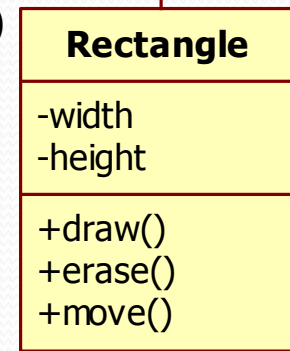 )
Rectangle
-width
-height
+draw()
+erase()
+move()